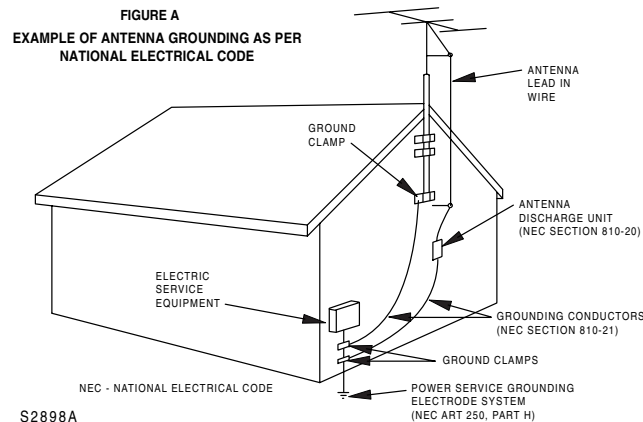 FIGURE A
EXAMPLE OF ANTENNA GROUNDING AS PER
NATIONAL ELECTRICAL CODE
ANTENNA
LEAD IN
WIRE
GROUND
CLAMP
ANTENNA
DISCHARGE UNIT
(NEC SECTION 810-20)
ELECTRIC
SERVICE
EQUIPMENT
GROUNDING CONDUCTORS
(NEC SECTION 810-21)
GROUND CLAMPS
NEC - NATIONAL ELECTRICAL CODE
POWER SERVICE GROUNDING
ELECTRODE SYSTEM
(NEC ART 250, PART H)
S2898A